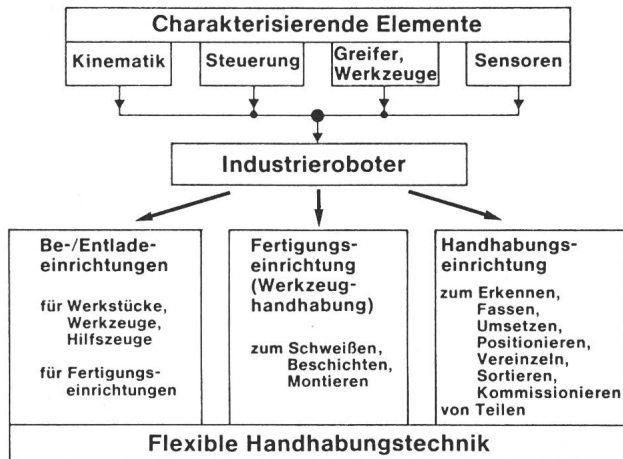 Charakterisierende Elemente
Kinematik
Steuerung
Greifer,
Werkzeuge
Sensoren
Industrieroboter
Be-/Entlade-
einrichtungen
für Werkstücke,
Werkzeuge,
Hilfszeuge
für Fertigungs-
einrichtungen
Fertigungs-
einrichtung
(Werkzeug-
handhabung)
zum Schweißen,
Beschichten,
Montieren
Handhabungs-
einrichtung
zum Erkennen,
Fassen,
Umsetzen,
Positionieren,
Vereinzeln,
Sortieren,
Kommissionieren
von Teilen
Flexible Handhabungstechnik